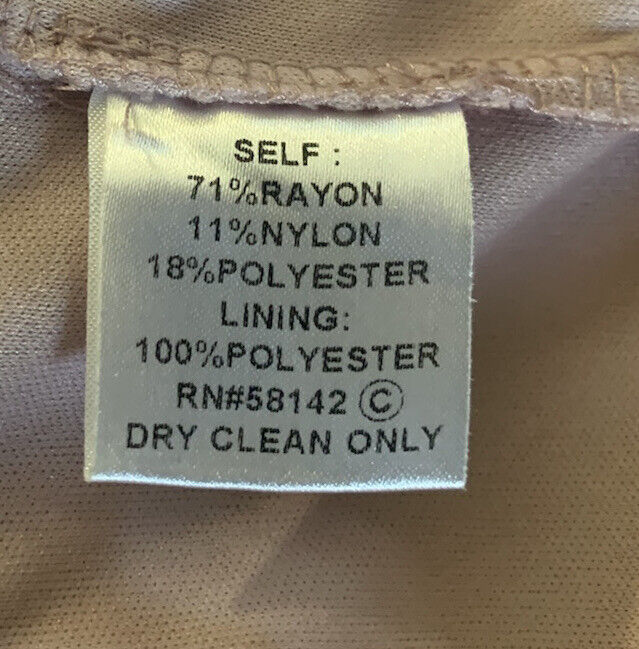 SELF :
71%RAYON
11%NYLON
18%POLYESTER
LINING:
100%POLYESTER
RN#58142 Ⓒ
DRY CLEAN ONLY